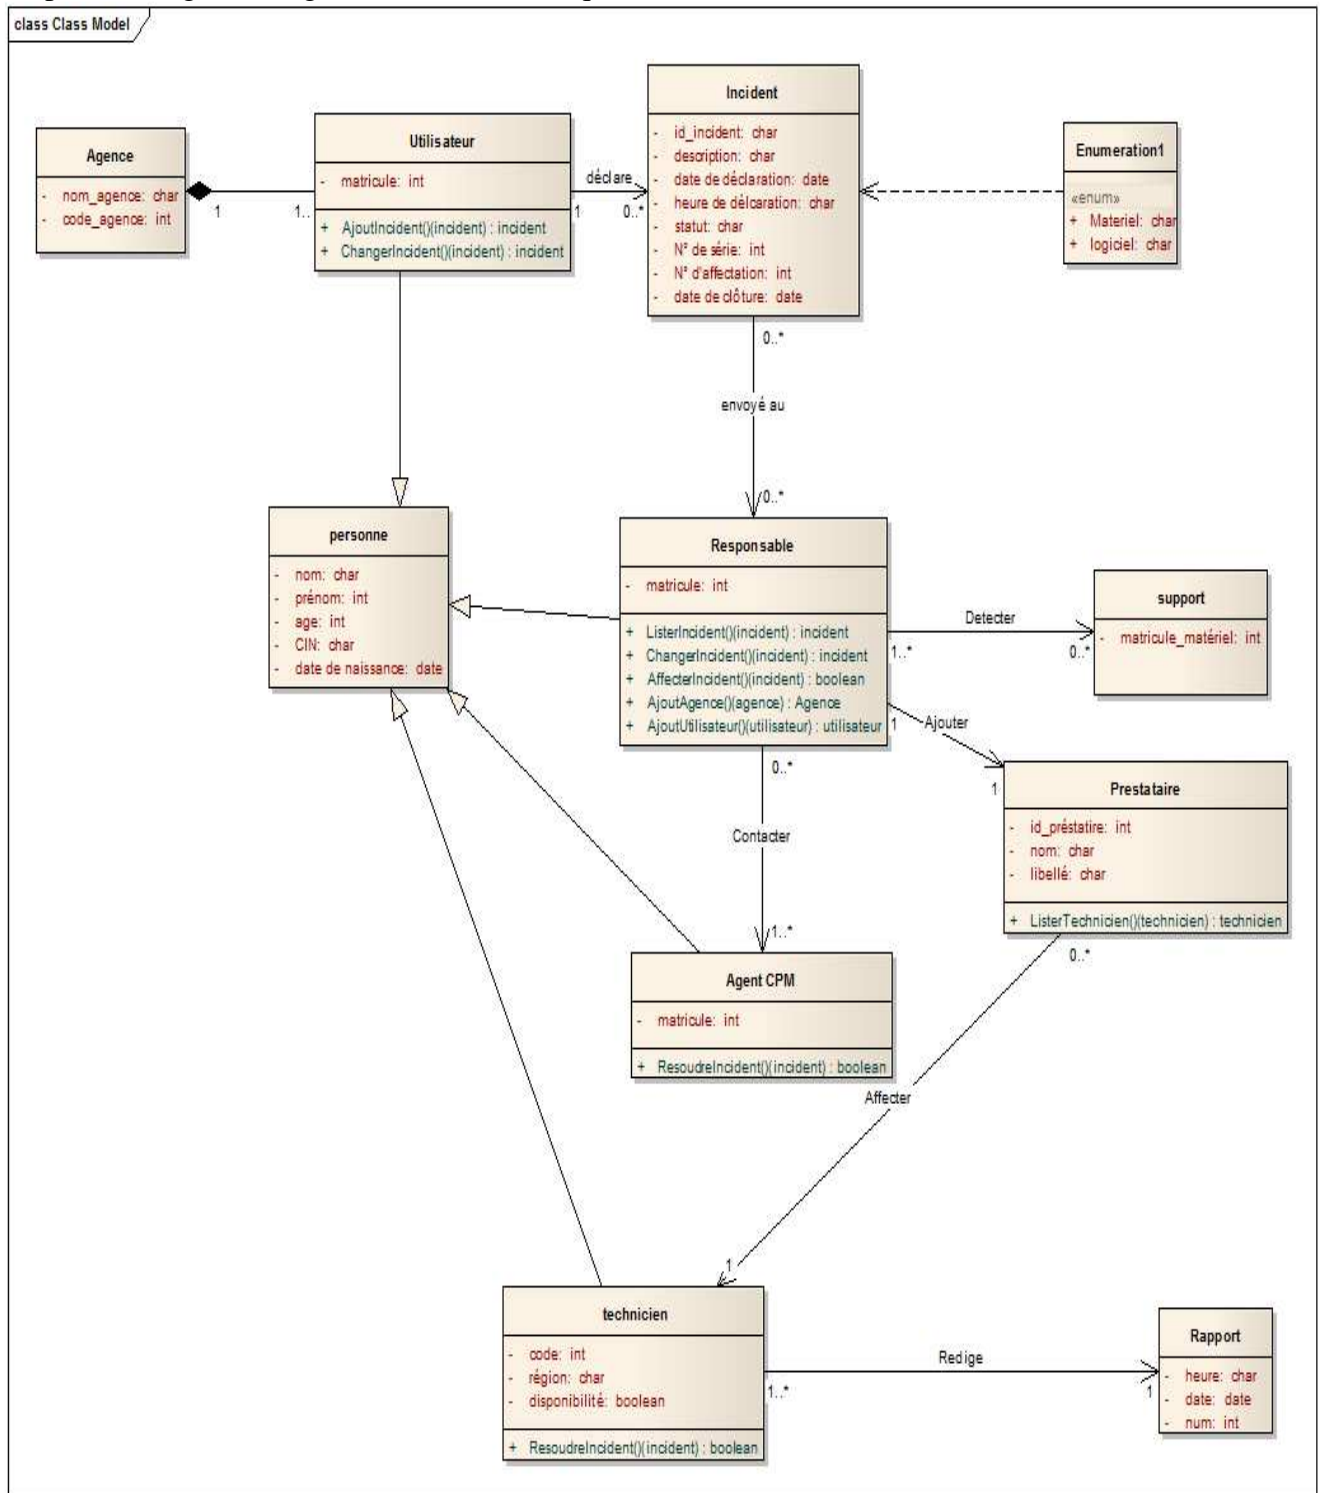 class Class Model
Agence
- nom_agence: char
- code_agence: int
1
1..
Utilisateur
- matricule: int
+ AjoutIncident()(incident) : incident
+ ChangerIncident()(incident) : incident
déclare
1
0..*
Incident
- id_incident: char
- description: char
- date de déclaration: date
- heure de délcaration: char
- statut: char
- N° de série: int
- N° d'affectation: int
- date de clôture: date
Enumeration1
«enum»
+ Materiel: char
+ logiciel: char
0..*
envoyé au
0..*
personne
- nom: char
- prénom: int
- age: int
- CIN: char
- date de naissance: date
Responsable
- matricule: int
+ ListerIncident()(incident) : incident
+ ChangerIncident()(incident) : incident
+ AffecterIncident()(incident) : boolean
+ AjoutAgence()(agence) : Agence
+ AjoutUtilisateur()(utilisateur) : utilisateur
Detecter
1..*
0..*
support
- matricule_matériel: int
1
Ajouter
1
Prestataire
- id_préstatire: int
- nom: char
- libellé: char
+ ListerTechnicien()(technicien) : technicien
0..*
Contacter
1..*
Agent CPM
- matricule: int
+ ResoudreIncident()(incident) : boolean
0..*
Affecter
1
technicien
- code: int
- région: char
- disponibilité: boolean
+ ResoudreIncident()(incident) : boolean
Redige
1..*
1
Rapport
- heure: char
- date: date
- num: int